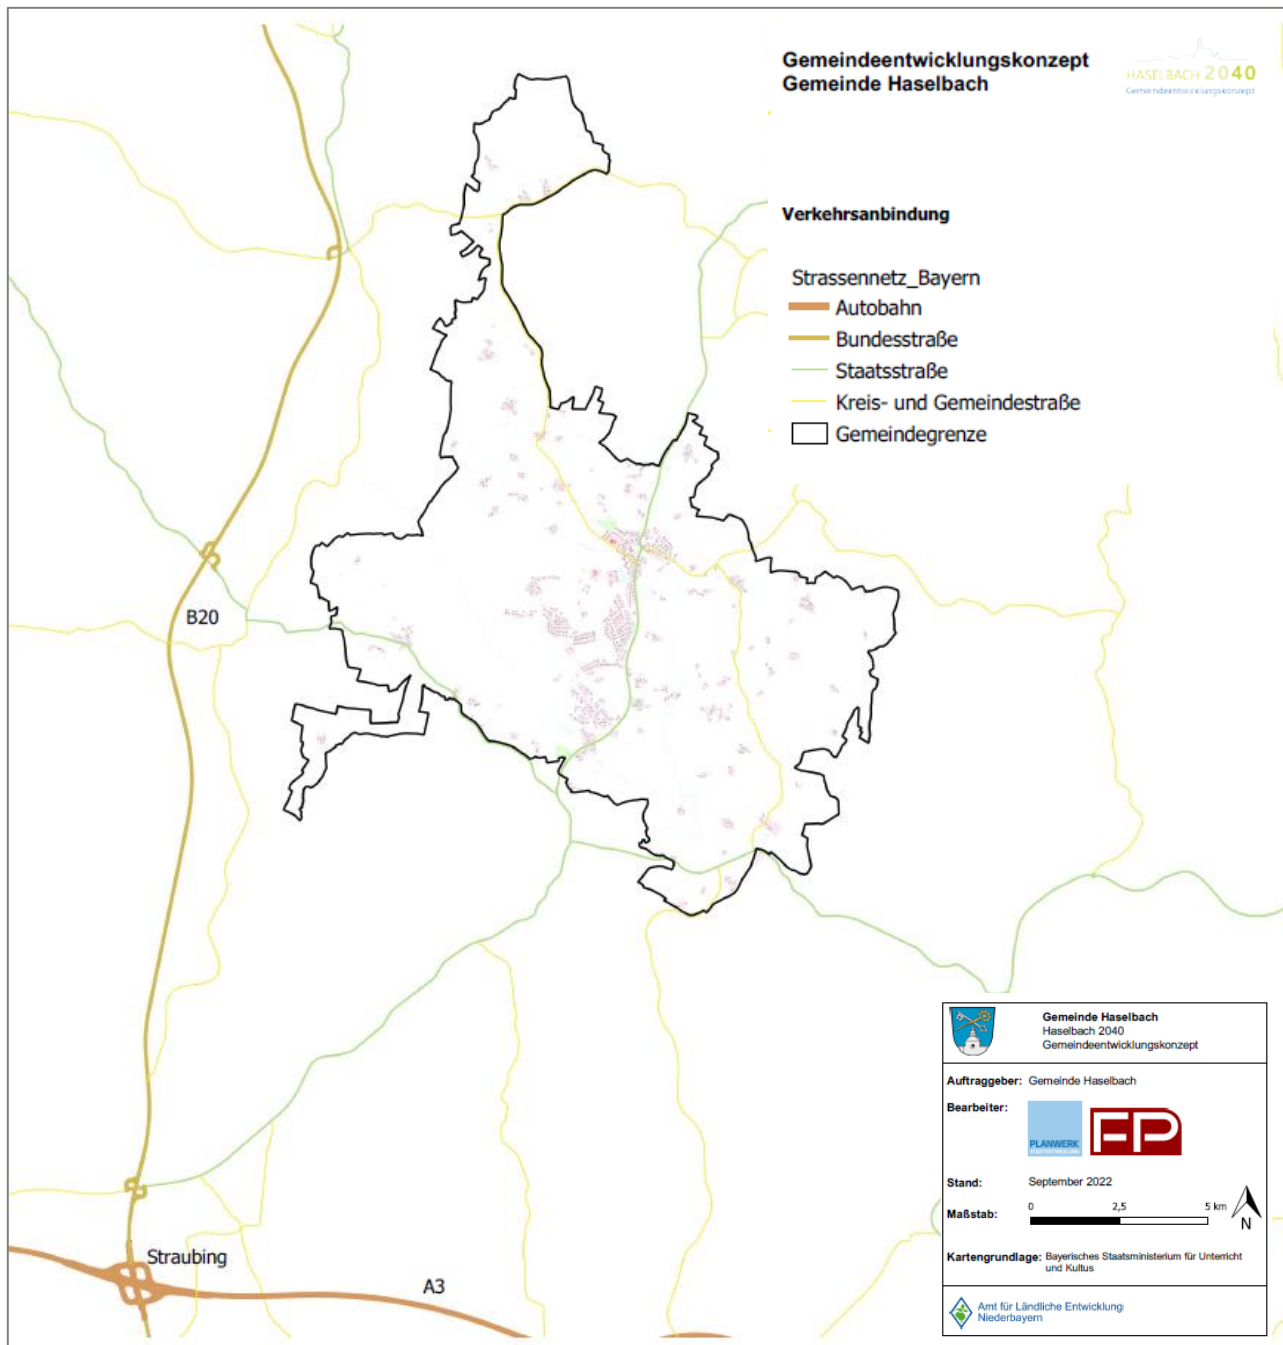 Gemeindeentwicklungskonzept
Gemeinde Haselbach
HASELBACH 2040
Gemeindeentwicklungskonzept
Verkehrsanbindung
Strassennetz_Bayern
Autobahn
Bundesstraße
Staatsstraße
Kreis- und Gemeindestraße
Gemeindegrenze
B20
Straubing
A3
Gemeinde Haselbach
Haselbach 2040
Gemeindeentwicklungskonzept
Auftraggeber: Gemeinde Haselbach
Bearbeiter:
PLANWERK
FP
Stand: September 2022
Maßstab: 0 2,5 5 km
N
Kartengrundlage: Bayerisches Staatsministerium für Unterricht
und Kultus
Amt für Ländliche Entwicklung
Niederbayern